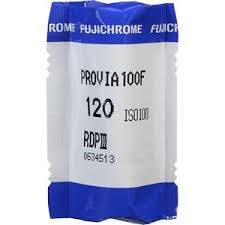 FUJICHROME
FUJICHROME
PROVIA 100F
120 ISO100
RDPIII
0634513